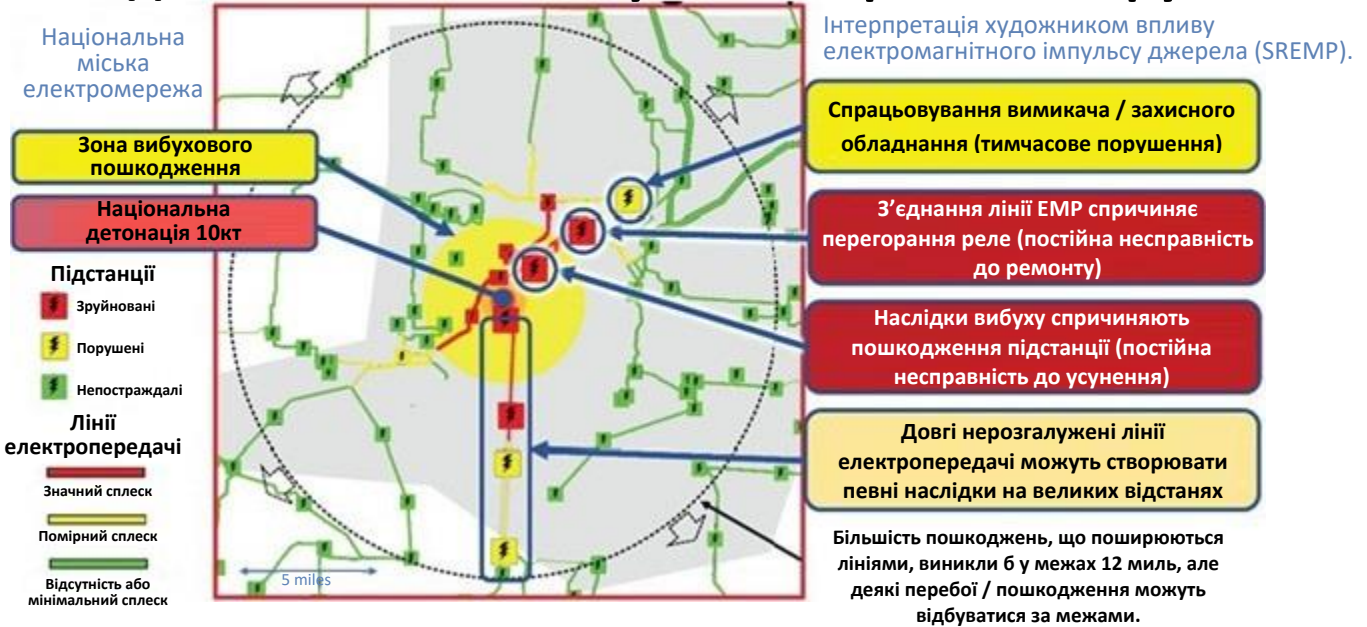 Національна
міська
електромережа
Інтерпретація художником впливу
електромагнітного імпульсу джерела (SREMP).
Зона вибухового
пошкодження
Національна
детонація 10кт
Підстанції
Зруйновані
Порушені
Непостраждалі
Лінії
електропередачі
Значний сплеск
Помірний сплеск
Відсутність або
мінімальний сплеск
5 miles
Спрацьовування вимикача / захисного
обладнання (тимчасове порушення)
З’єднання лінії EMP спричиняє
перегорання реле (постійна несправність
до ремонту)
Наслідки вибуху спричиняють
пошкодження підстанції (постійна
несправність до усунення)
Довгі нерозгалужені лінії
електропередачі можуть створювати
певні наслідки на великих відстанях
Більшість пошкоджень, що поширюються
лініями, виникли б у межах 12 миль, але
деякі перебої / пошкодження можуть
відбуватися за межами.